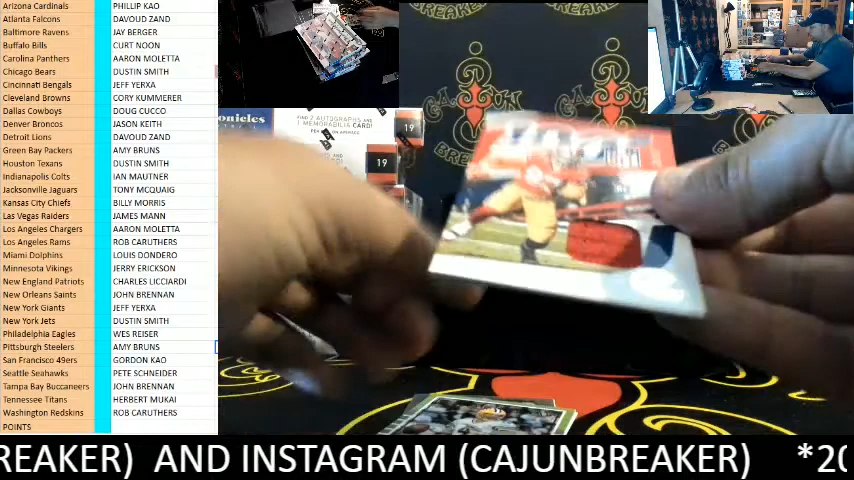 Arizona Cardinals PHILLIP KAO
Atlanta Falcons DAVOUD ZAND
Baltimore Ravens JAY BERGER
Buffalo Bills CURT NOON
Carolina Panthers AARON MOLETTA
Chicago Bears DUSTIN SMITH
Cincinnati Bengals JEFF YERXA
Cleveland Browns CORY KUMMERER
Dallas Cowboys DOUG CUCCO
Denver Broncos JASON KEITH
Detroit Lions DAVOUD ZAND
Green Bay Packers AMY BRUNS
Houston Texans DUSTIN SMITH
Indianapolis Colts IAN MAUTNER
Jacksonville Jaguars TONY MCQUAIG
Kansas City Chiefs BILLY MORRIS
Las Vegas Raiders JAMES MANN
Los Angeles Chargers AARON MOLETTA
Los Angeles Rams ROB CARUTHERS
Miami Dolphins LOUIS DONDERO
Minnesota Vikings JERRY ERICKSON
New England Patriots CHARLES LICCIARDI
New Orleans Saints JOHN BRENNAN
New York Giants JEFF YERXA
New York Jets DUSTIN SMITH
Philadelphia Eagles WES REISER
Pittsburgh Steelers AMY BRUNS
San Francisco 49ers GORDON KAO
Seattle Seahawks PETE SCHNEIDER
Tampa Bay Buccaneers JOHN BRENNAN
Tennessee Titans HERBERT MUKAI
Washington Redskins ROB CARUTHERS
POINTS
onicles
FIND 2 AUTOGRAPHS AND
1 MEMORABILIA CARD!
19
19
REAKER) AND INSTAGRAM (CAJUNBREAKER) *20